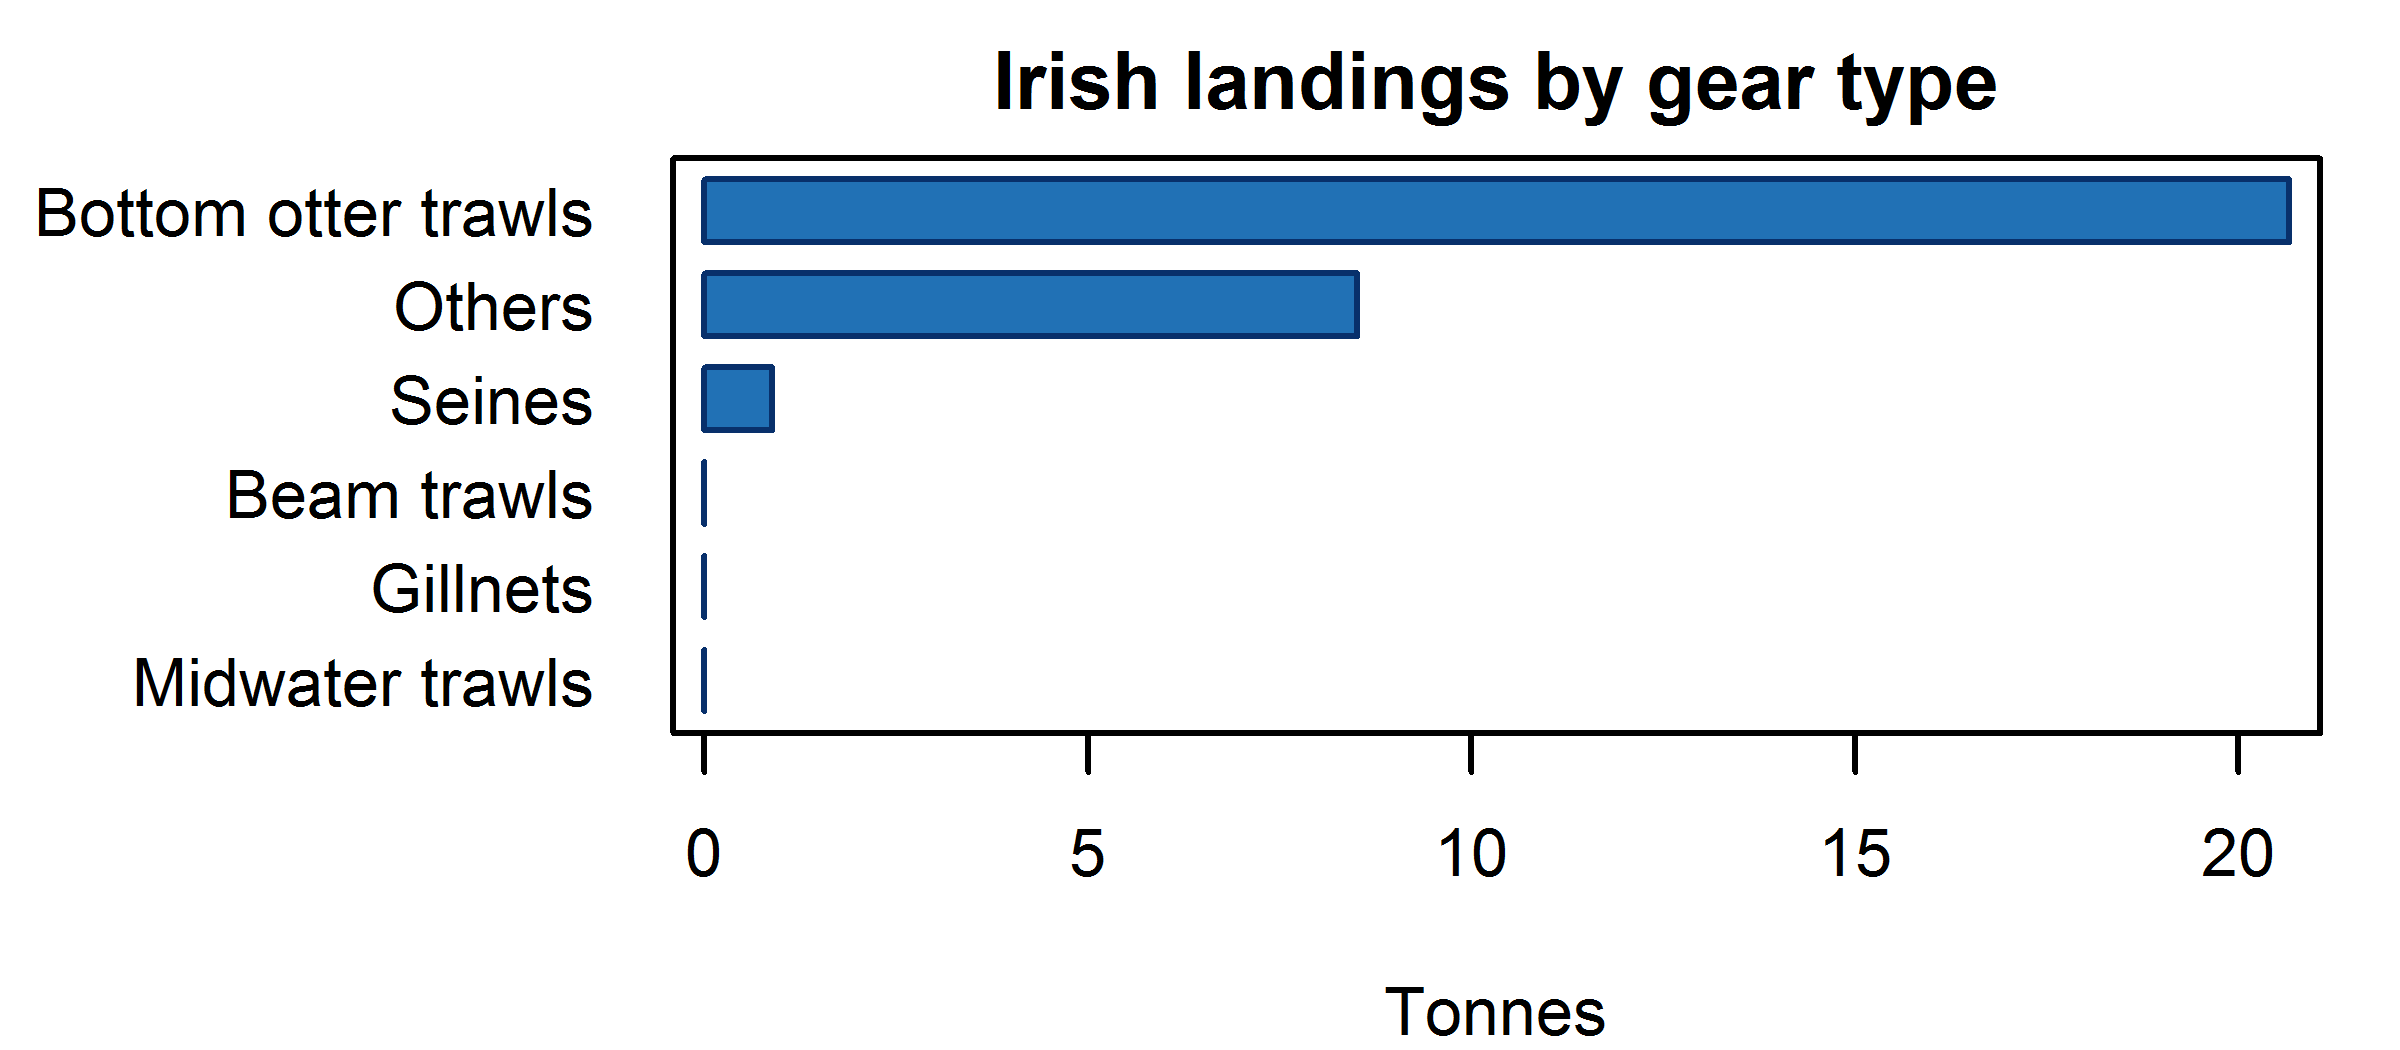 Irish landings by gear type
Bottom otter trawls
Others
Seines
Beam trawls
Gillnets
Midwater trawls
0 5 10 15 20
Tonnes